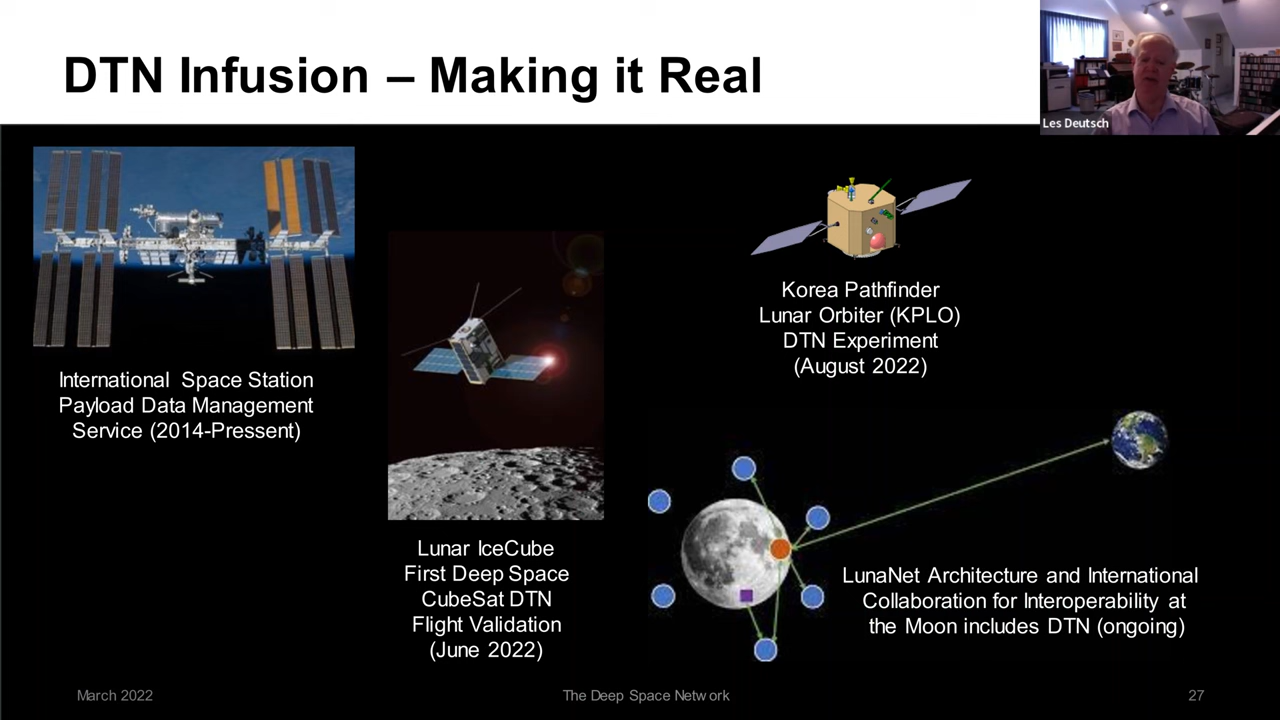 DTN Infusion – Making it Real
Les Deutsch
International Space Station
Payload Data Management
Service (2014-Pressent)
Lunar IceCube
First Deep Space
CubeSat DTN
Flight Validation
(June 2022)
Korea Pathfinder
Lunar Orbiter (KPLO)
DTN Experiment
(August 2022)
LunaNet Architecture and International
Collaboration for Interoperability at
the Moon includes DTN (ongoing)
March 2022
The Deep Space Network
27